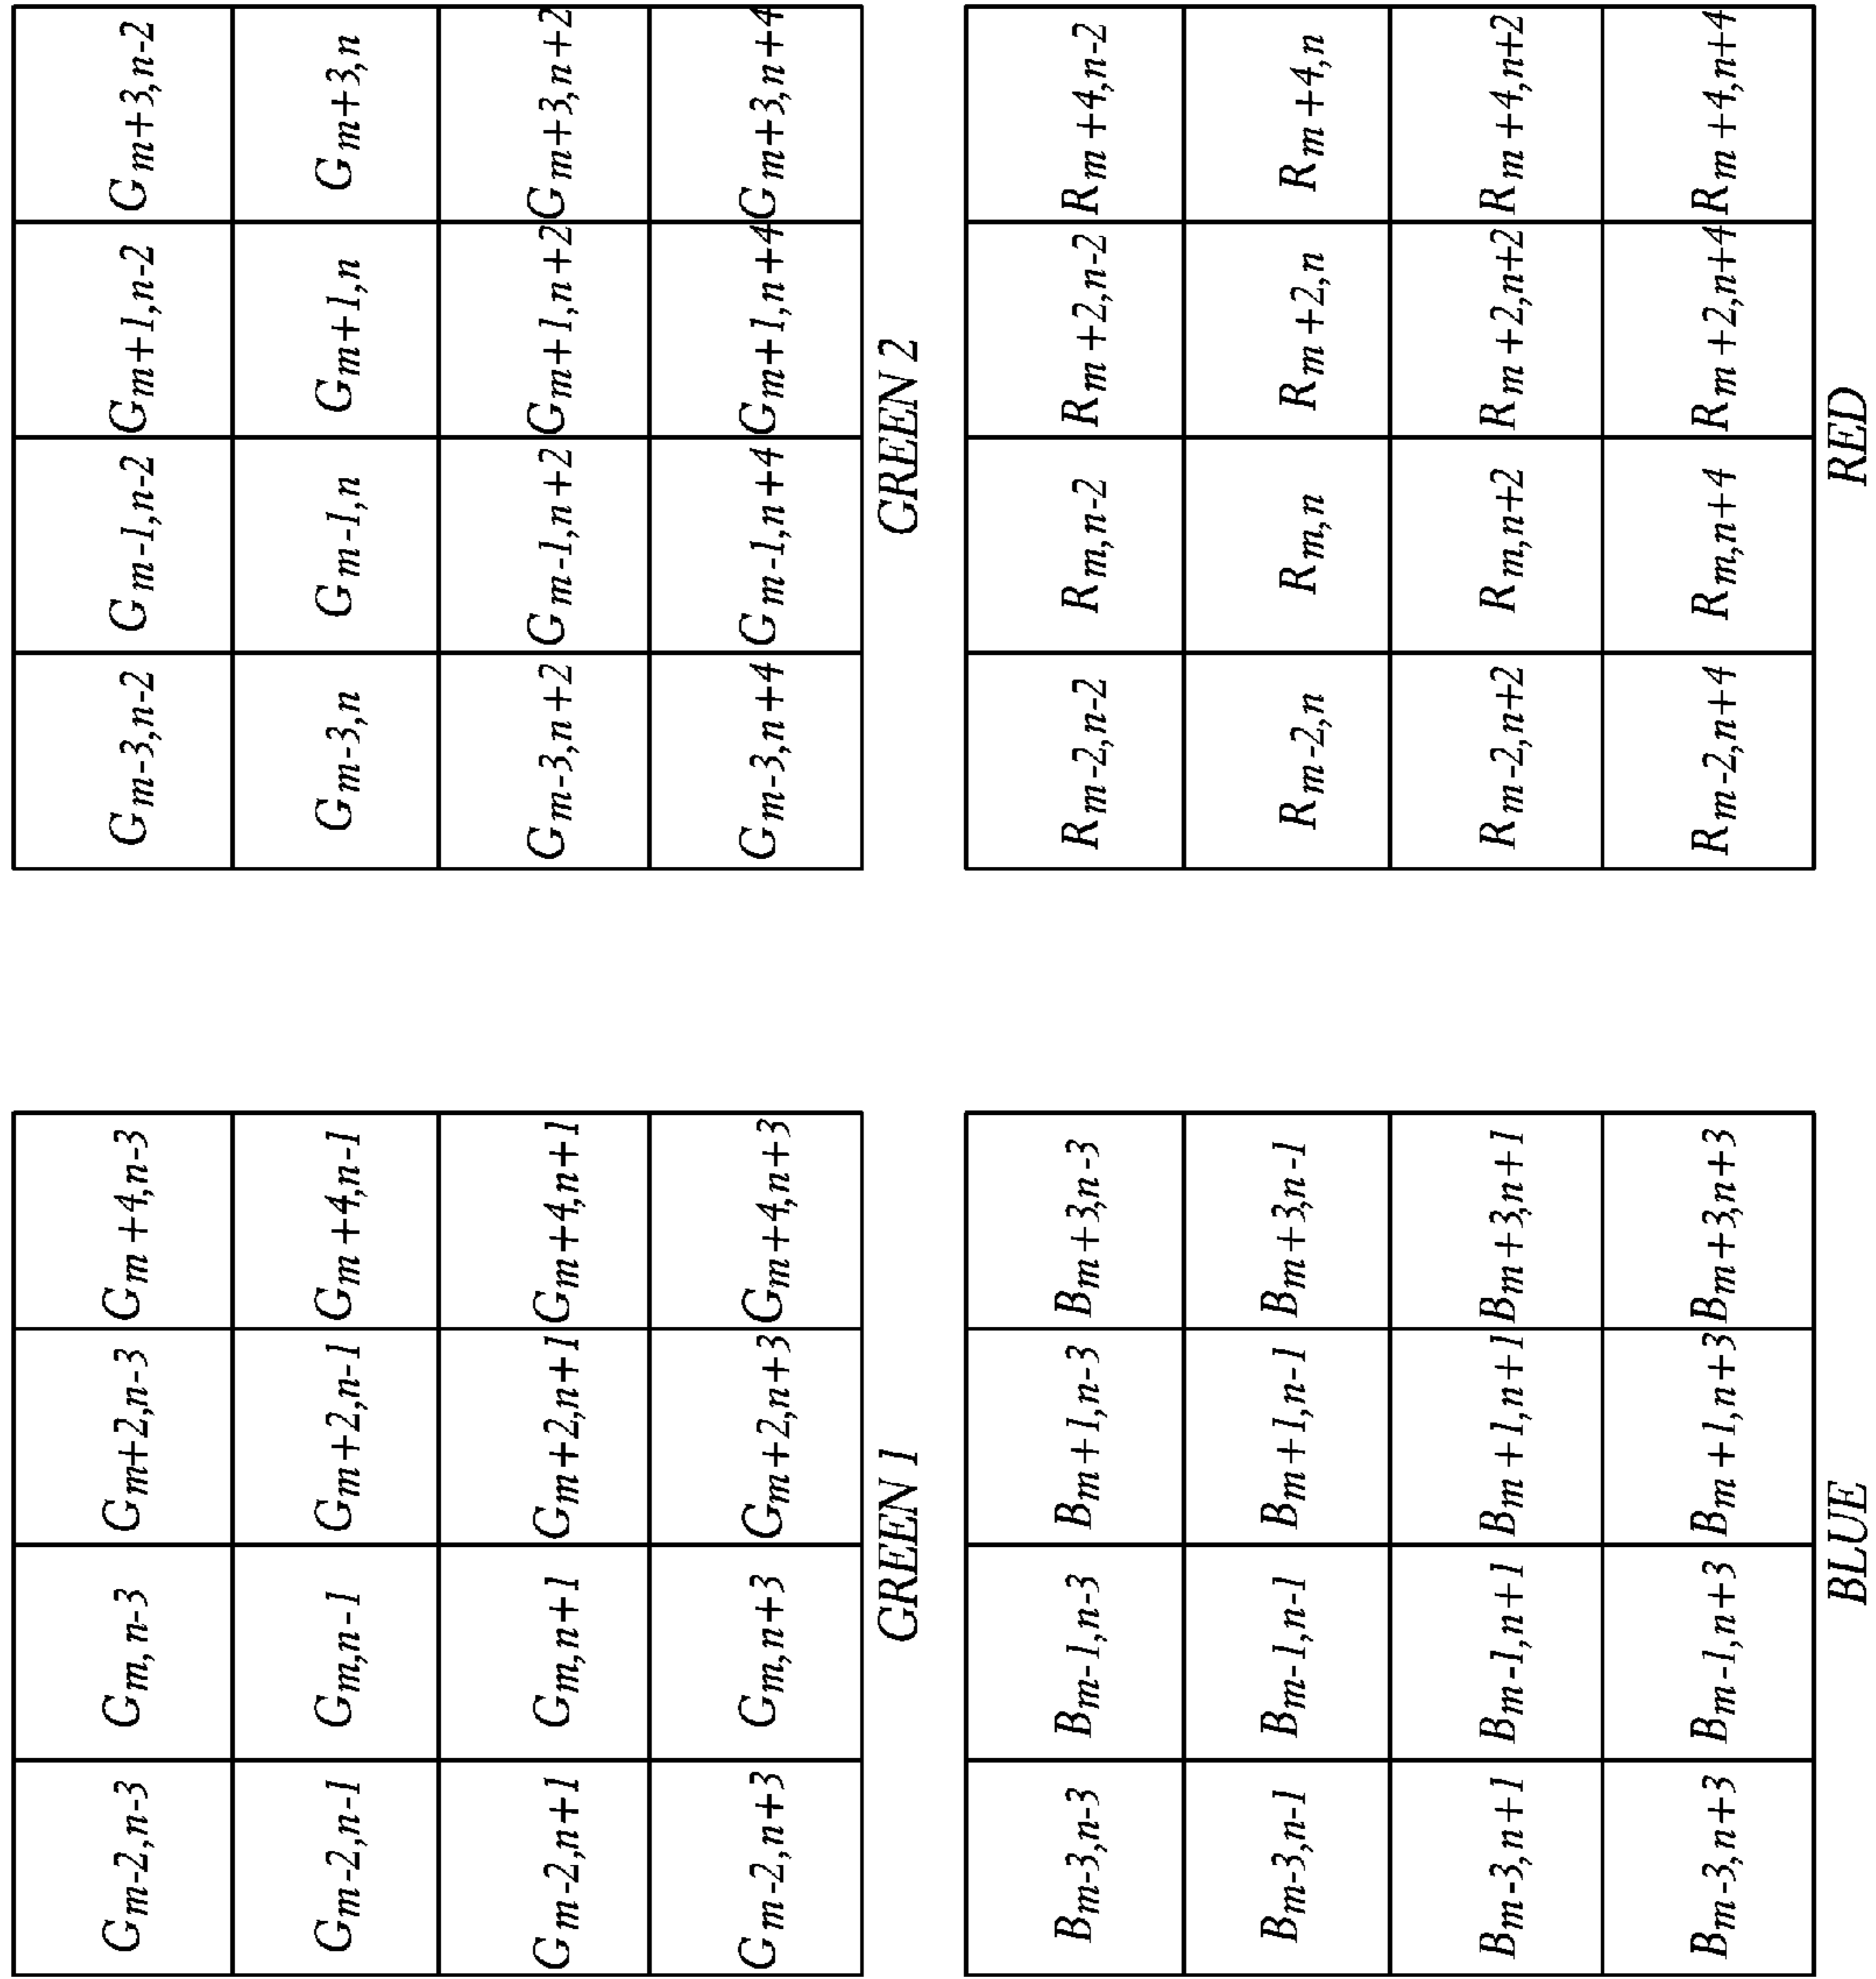 Gm-2,n-3 Gm,n-3 Gm+2,n-3 Gm+4,n-3
Gm-2,n-1 Gm,n-1 Gm+2,n-1 Gm+4,n-1
Gm-2,n+1 Gm,n+1 Gm+2,n+1 Gm+4,n+1
Gm-2,n+3 Gm,n+3 Gm+2,n+3 Gm+4,n+3
GREEN 1
Gm-3,n-2 Gm-1,n-2 Gm+1,n-2 Gm+3,n-2
Gm-3,n Gm-1,n Gm+1,n Gm+3,n
Gm-3,n+2 Gm-1,n+2 Gm+1,n+2 Gm+3,n+2
Gm-3,n+4 Gm-1,n+4 Gm+1,n+4 Gm+3,n+4
GREEN 2
Bm-3,n-3 Bm-1,n-3 Bm+1,n-3 Bm+3,n-3
Bm-3,n-1 Bm-1,n-1 Bm+1,n-1 Bm+3,n-1
Bm-3,n+1 Bm-1,n+1 Bm+1,n+1 Bm+3,n+1
Bm-3,n+3 Bm-1,n+3 Bm+1,n+3 Bm+3,n+3
BLUE
Rm-2,n-2 Rm,n-2 Rm+2,n-2 Rm+4,n-2
Rm-2,n Rm,n Rm+2,n Rm+4,n
Rm-2,n+2 Rm,n+2 Rm+2,n+2 Rm+4,n+2
Rm-2,n+4 Rm,n+4 Rm+2,n+4 Rm+4,n+4
RED